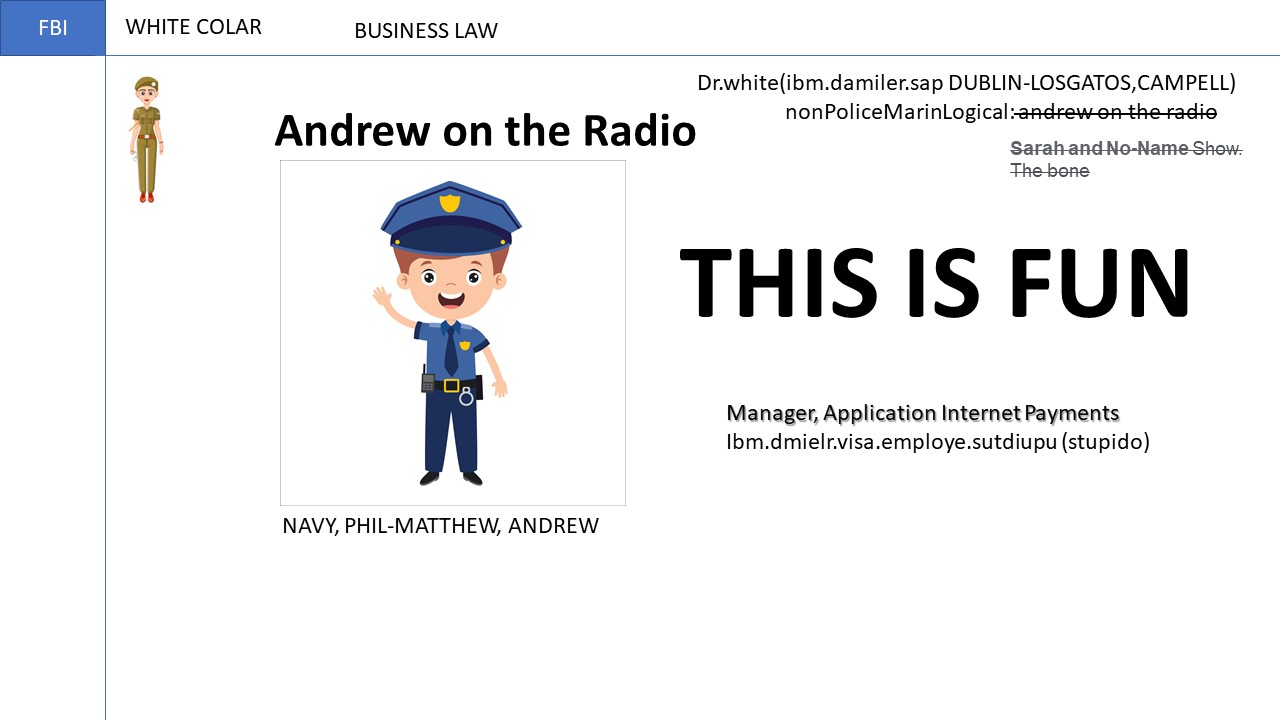 FBI
WHITE COLAR
BUSINESS LAW
Dr.white(ibm.damiler.sap DUBLIN-LOSGATOS,CAMPELL)
nonPoliceMarinLogical: andrew on the radio
Andrew on the Radio
Sarah and No-Name Show.
The bone
THIS IS FUN
Manager, Application Internet Payments
Ibm.dmielr.visa.employe.sutdiupu (stupido)
NAVY, PHIL-MATTHEW, ANDREW